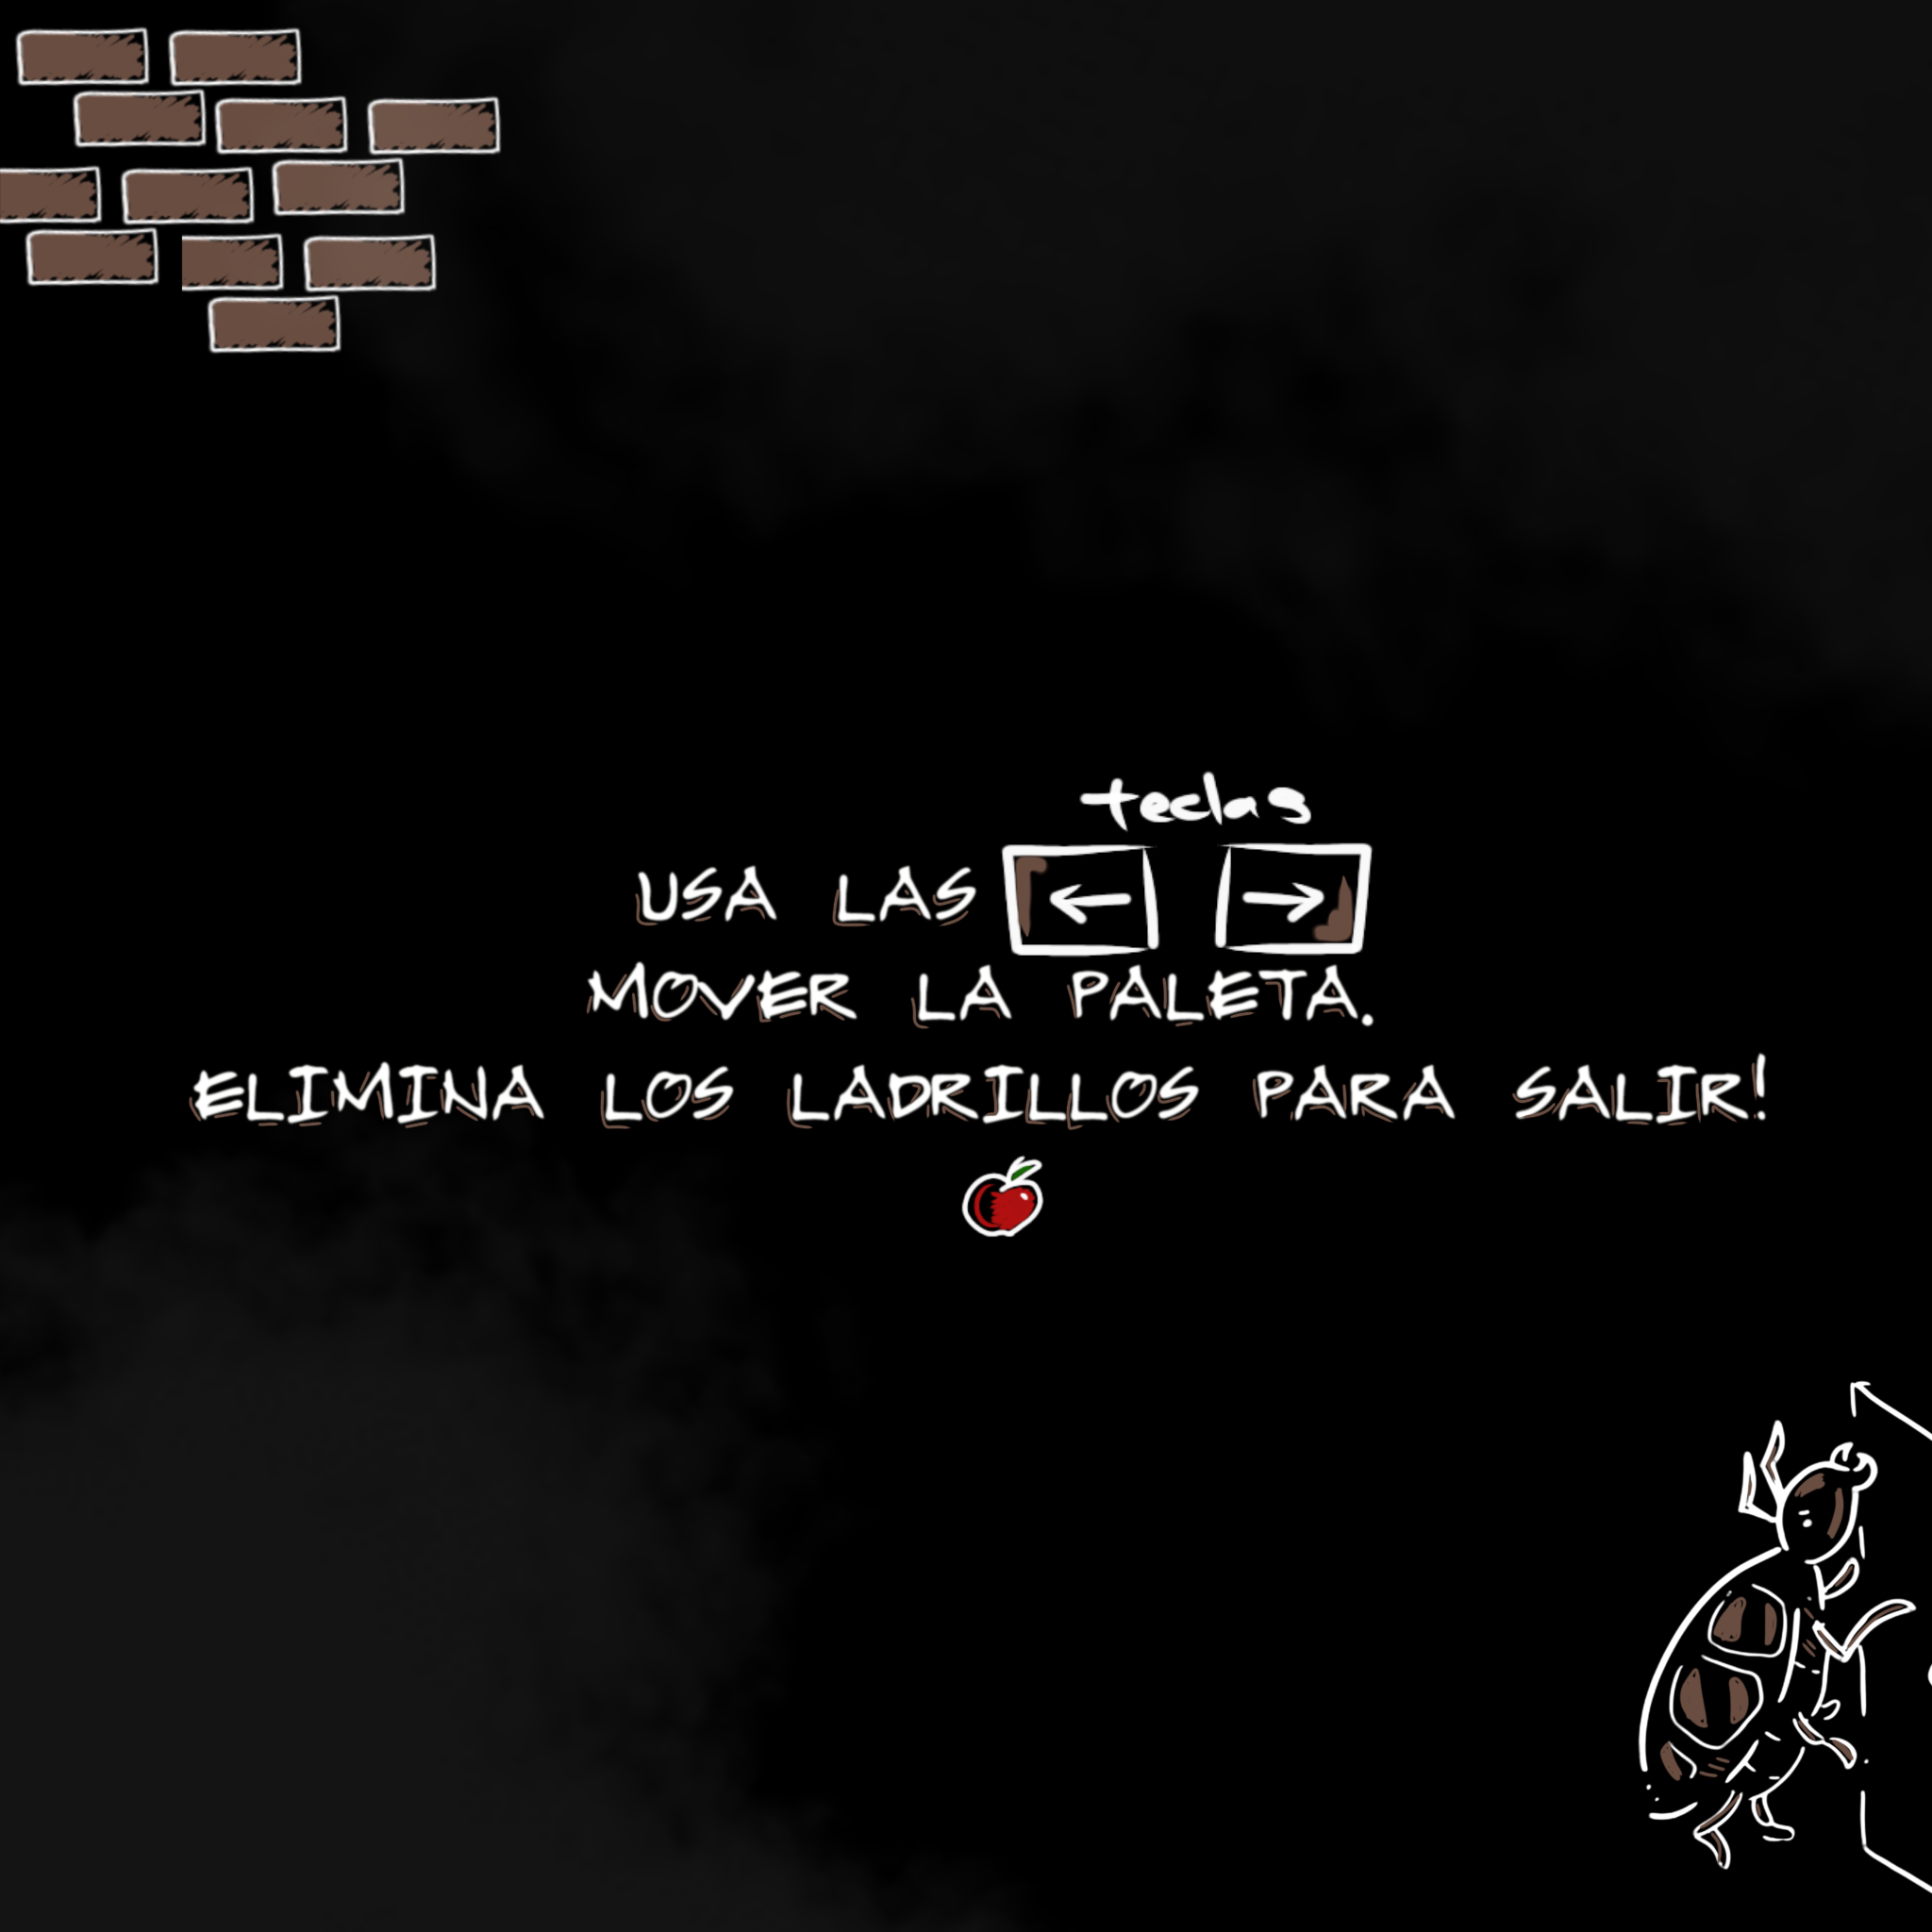 teclas
USA LAS ← →
MOVER LA PALETA.
ELIMINA LOS LADRILLOS PARA SALIR!